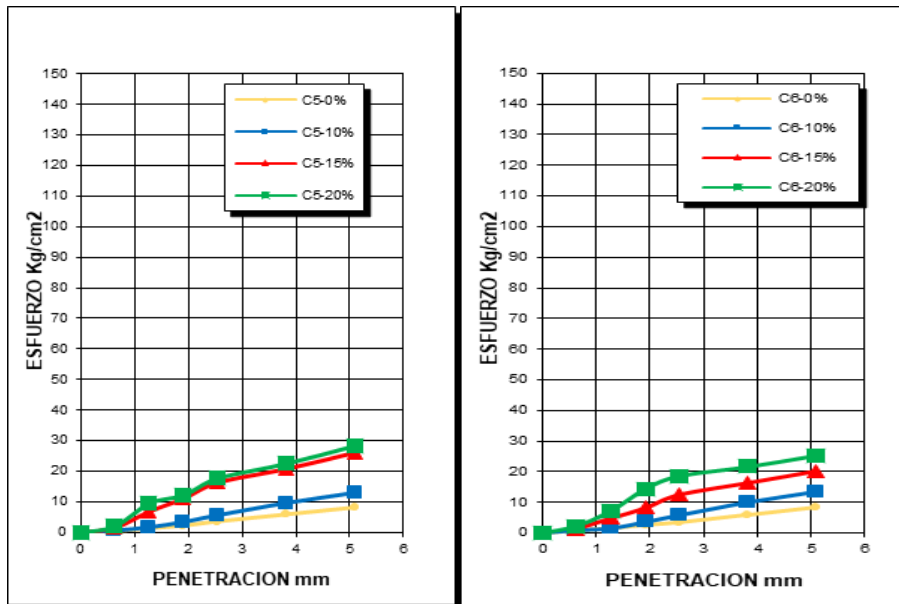 150
140
130
120
110
100
90
80
70
60
50
40
30
20
10
0
0 1 2 3 4 5 6
ESFUERZO Kg/cm2
PENETRACION mm
C5-0%
C5-10%
C5-15%
C5-20%
150
140
130
120
110
100
90
80
70
60
50
40
30
20
10
0
0 1 2 3 4 5 6
ESFUERZO Kg/cm2
PENETRACION mm
C6-0%
C6-10%
C6-15%
C6-20%